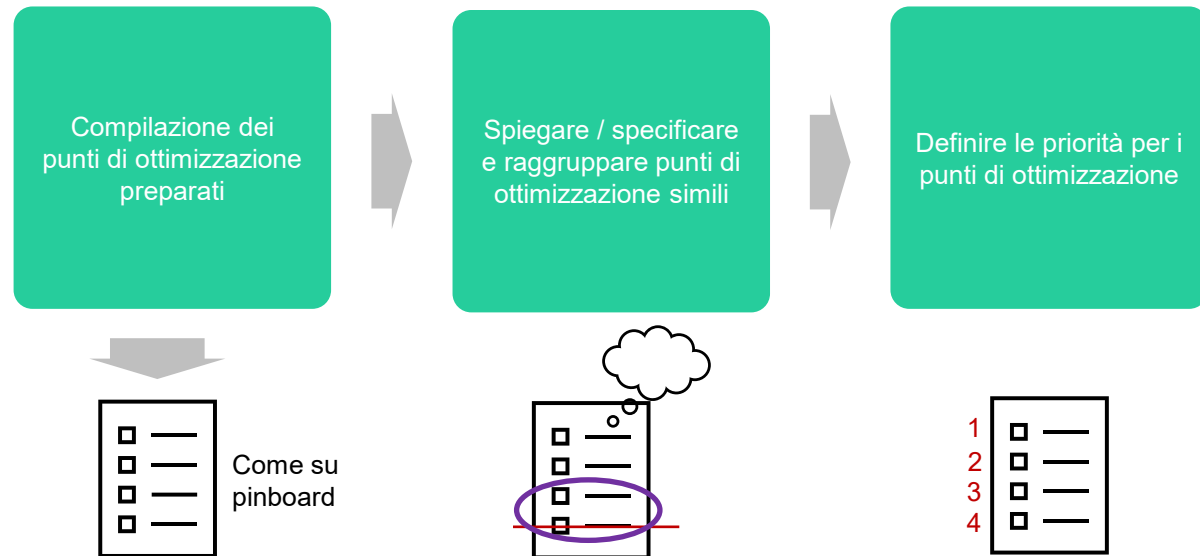 Compilazione dei
punti di ottimizzazione
preparati
Spiegare / specificare
e raggruppare punti di
ottimizzazione simili
Definire le priorità per i
punti di ottimizzazione
Come su
pinboard
1
2
3
4